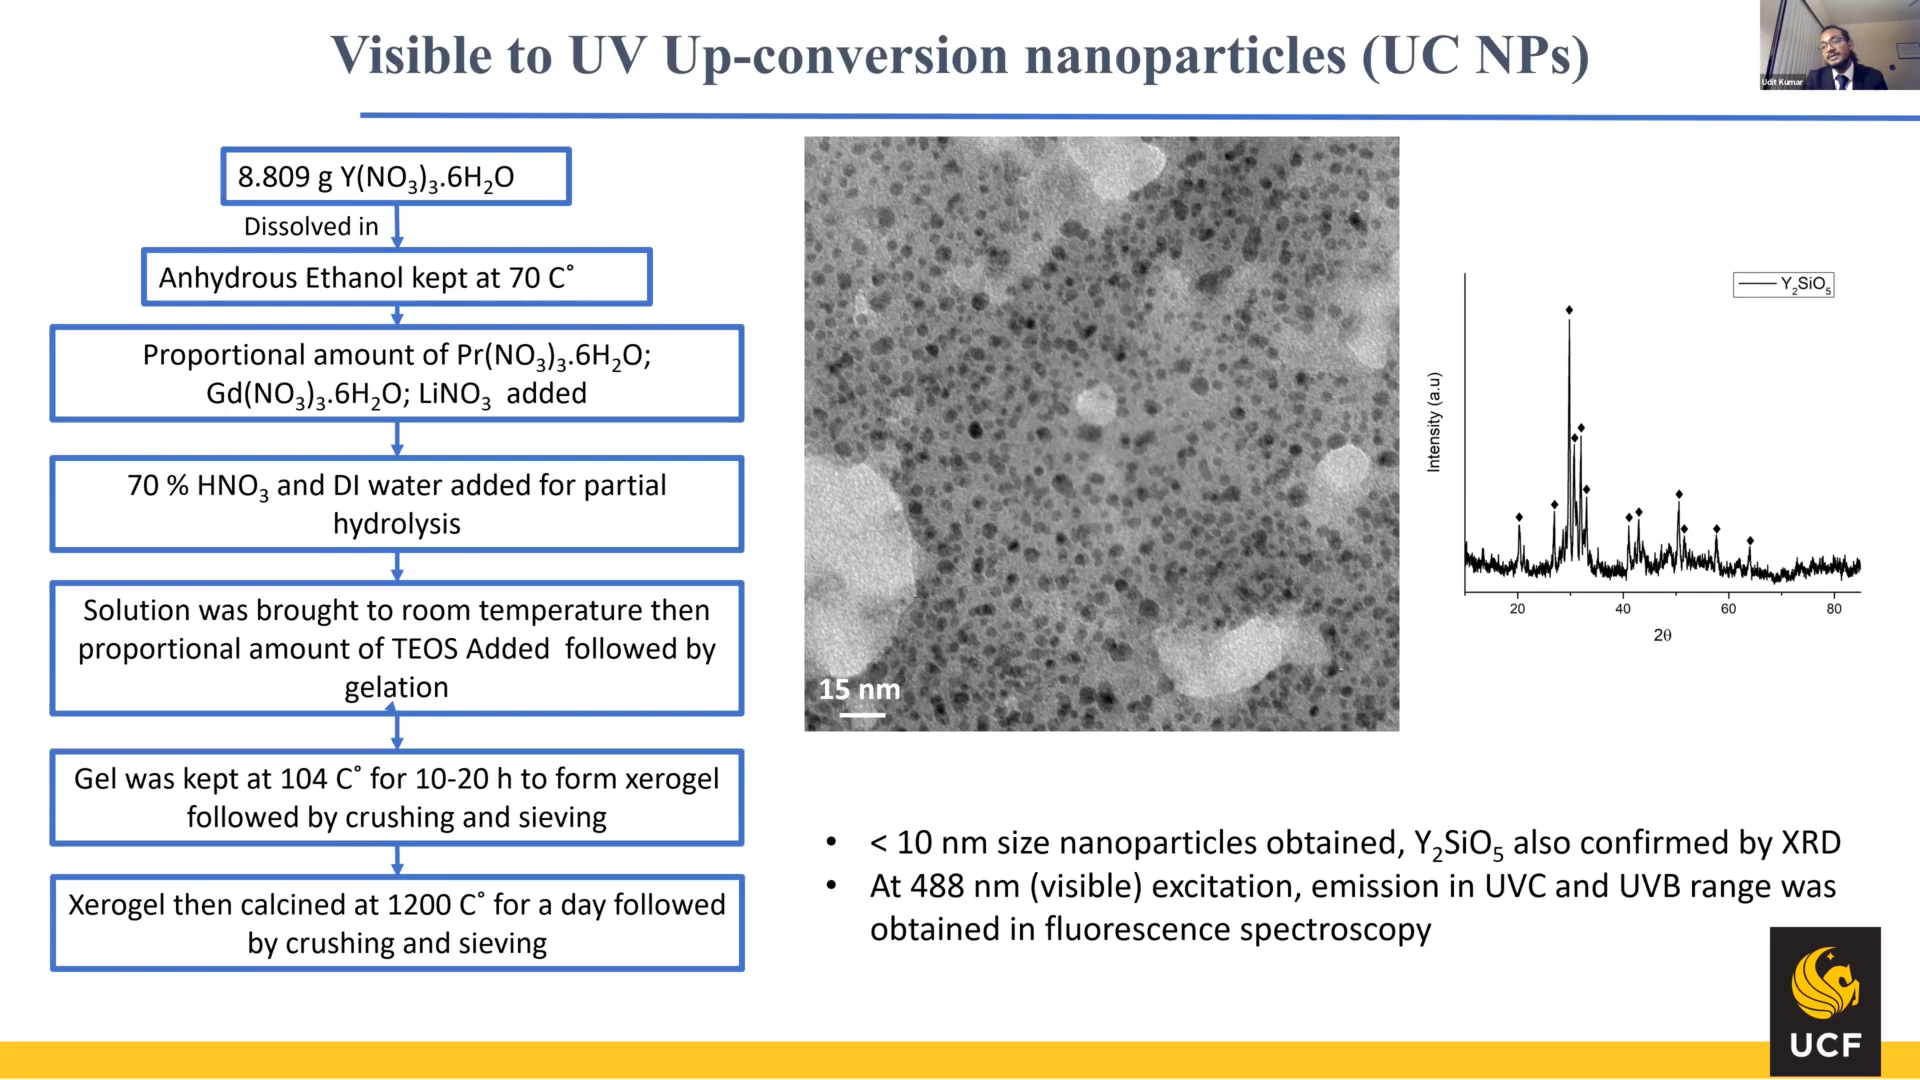 Visible to UV Up-conversion nanoparticles (UC NPs)
Udit Kumar
8.809 g Y(NO₃)₃.6H₂O
Dissolved in
Anhydrous Ethanol kept at 70 C˚
Proportional amount of Pr(NO₃)₃.6H₂O;
Gd(NO₃)₃.6H₂O; LiNO₃ added
70 % HNO₃ and DI water added for partial
hydrolysis
Solution was brought to room temperature then
proportional amount of TEOS Added followed by
gelation
Gel was kept at 104 C˚ for 10-20 h to form xerogel
followed by crushing and sieving
Xerogel then calcined at 1200 C˚ for a day followed
by crushing and sieving
15 nm
Y₂SiO₅
Intensity (a.u)
20 40 60 80
2θ
• < 10 nm size nanoparticles obtained, Y₂SiO₅ also confirmed by XRD
• At 488 nm (visible) excitation, emission in UVC and UVB range was
obtained in fluorescence spectroscopy
UCF